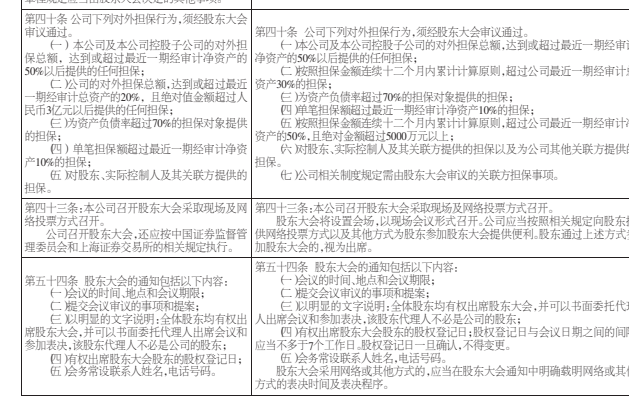 第四十条 公司下列对外担保行为,须经股东大会
审议通过。
(一)本公司及本公司控股子公司的对外担
保总额,达到或超过最近一期经审计净资产的
50%以后提供的任何担保;
(二)公司的对外担保总额,达到或超过最近
一期经审计总资产的20%,且绝对值金额超过人
民币3亿元以后提供的任何担保;
(三)为资产负债率超过70%的担保对象提供
的担保;
(四)单笔担保额超过最近一期经审计净资
产10%的担保;
(五)对股东、实际控制人及其关联方提供的
担保。
第四十条 公司下列对外担保行为,须经股东大会审议通过。
(一)本公司及本公司控股子公司的对外担保总额,达到或超过最近一期经审
净资产的50%以后提供的任何担保;
(二)按照担保金额连续十二个月内累计计算原则,超过公司最近一期经审计
资产30%的担保;
(三)为资产负债率超过70%的担保对象提供的担保;
(四)单笔担保额超过最近一期经审计净资产10%的担保;
(五)按照担保金额连续十二个月内累计计算原则,超过公司最近一期经审计
资产的50%,且绝对金额超过5000万元以上;
(六)对股东、实际控制人及其关联方提供的担保以及为公司其他关联方提供的
担保。
(七)公司相关制度规定需由股东大会审议的关联方担保事项。
第四十三条:本公司召开股东大会采取现场及网
络投票方式召开。
公司召开股东大会,还应按中国证券监督管
理委员会和上海证券交易所的相关规定执行。
第四十三条:本公司召开股东大会采取现场及网络投票方式召开。
股东大会将设置会场,以现场会议形式召开。公司应当按照相关规定向股东
供网络投票方式以及其他方式为股东参加股东大会提供便利。股东通过上述方式
加股东大会的,视为出席。
第五十四条 股东大会的通知包括以下内容:
(一)会议的时间、地点和会议期限;
(二)提交会议审议的事项和提案;
(三)以明显的文字说明:全体股东均有权出
席股东大会,并可以书面委托代理人出席会议和
参加表决,该股东代理人不必是公司的股东;
(四)有权出席股东大会股东的股权登记日;
(五)会务常设联系人姓名,电话号码。
第五十四条 股东大会的通知包括以下内容:
(一)会议的时间、地点和会议期限;
(二)提交会议审议的事项和提案;
(三)以明显的文字说明:全体股东均有权出席股东大会,并可以书面委托代
人出席会议和参加表决,该股东代理人不必是公司的股东;
(四)有权出席股东大会股东的股权登记日;股权登记日与会议日期之间的间
应当不多于7个工作日。股权登记日一旦确认,不得变更。
(五)会务常设联系人姓名,电话号码。
股东大会采用网络或其他方式的,应当在股东大会通知中明确载明网络或其
方式的表决时间及表决程序。